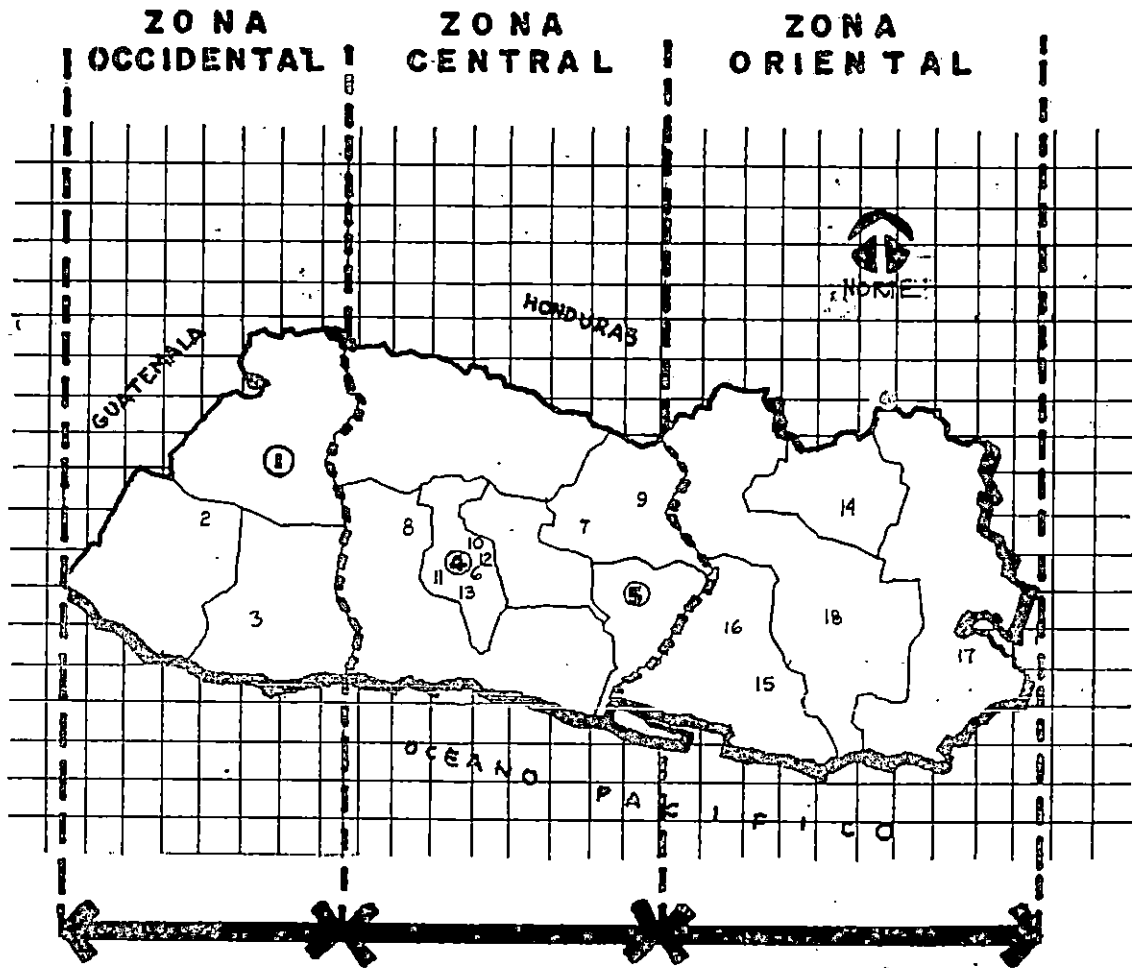 ZONA OCCIDENTAL
ZONA CENTRAL
ZONA ORIENTAL
NORTE
HONDURAS
GUATEMALA
1
2
3
8
4
10
12
11
6
13
7
9
5
14
16
18
15
17
OCEANO PACIFICO